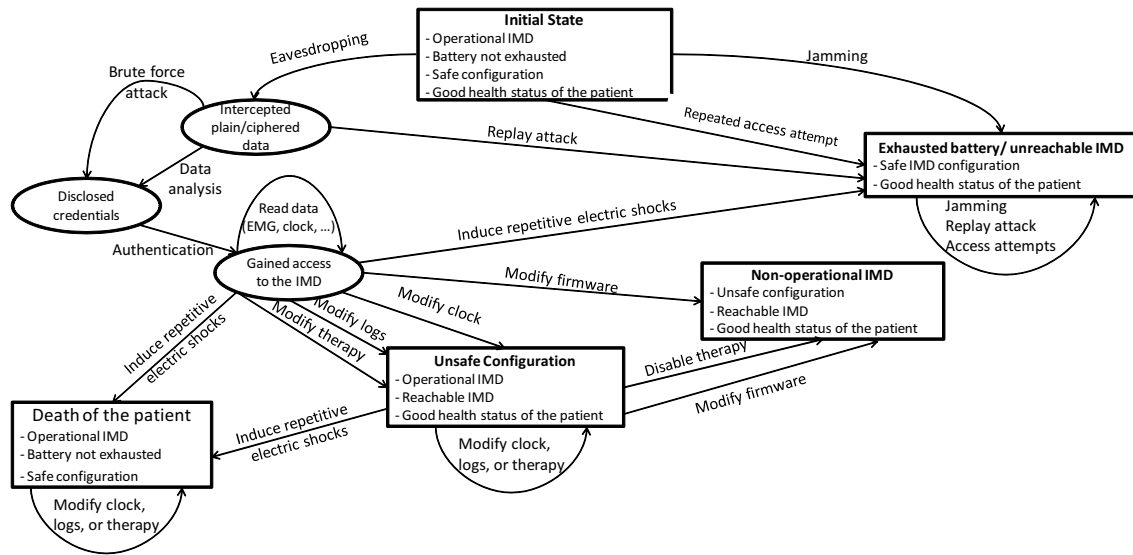 Initial State
- Operational IMD
- Battery not exhausted
- Safe configuration
- Good health status of the patient
Eavesdropping
Jamming
Brute force
attack
Intercepted
plain/ciphered
data
Replay attack
Repeated access attempt
Exhausted battery/ unreachable IMD
- Safe IMD configuration
- Good health status of the patient
Data
analysis
Disclosed
credentials
Read data
(EMG, clock, ...)
Jamming
Replay attack
Access attempts
Authentication
Induce repetitive electric shocks
Gained access
to the IMD
Modify firmware
Non-operational IMD
- Unsafe configuration
- Reachable IMD
- Good health status of the patient
Modify clock
Modify logs
Modify therapy
Induce repetitive
electric shocks
Unsafe Configuration
- Operational IMD
- Reachable IMD
- Good health status of the patient
Disable therapy
Modify firmware
Death of the patient
- Operational IMD
- Battery not exhausted
- Safe configuration
Induce repetitive
electric shocks
Modify clock,
logs, or therapy
Modify clock,
logs, or therapy